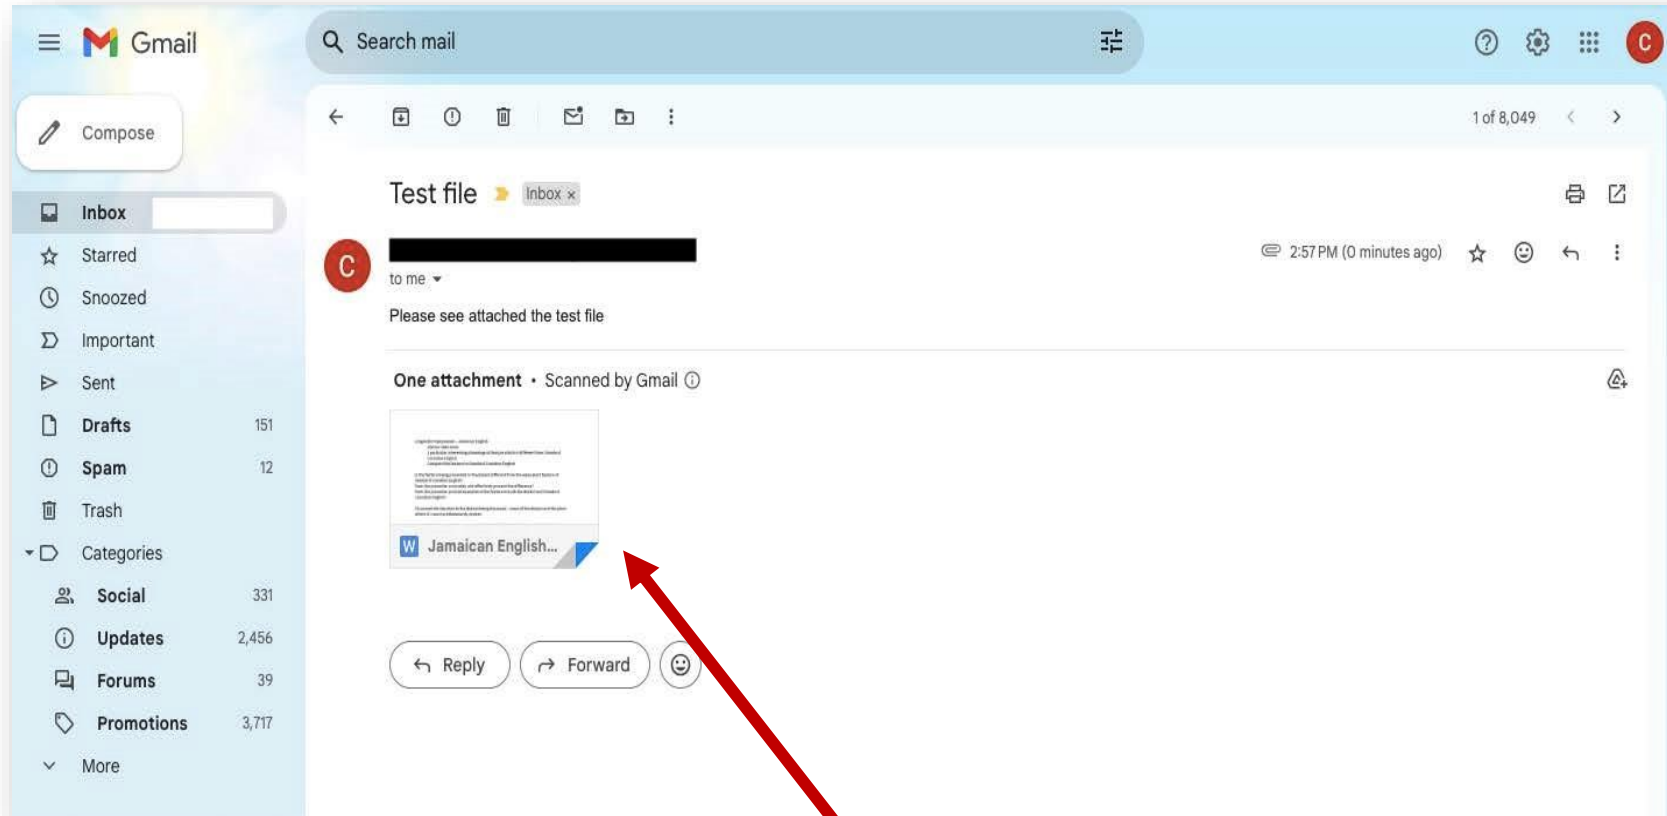 Gmail
Search mail
C
Compose
1 of 8,049
Test file
Inbox ×
Inbox
Starred
C
2:57 PM (0 minutes ago)
to me
Snoozed
Please see attached the test file
Important
Sent
One attachment • Scanned by Gmail
Drafts 151
Spam 12
Trash
W Jamaican English...
Categories
Social 331
Updates 2,456
Reply
Forward
Forums 39
Promotions 3,717
More